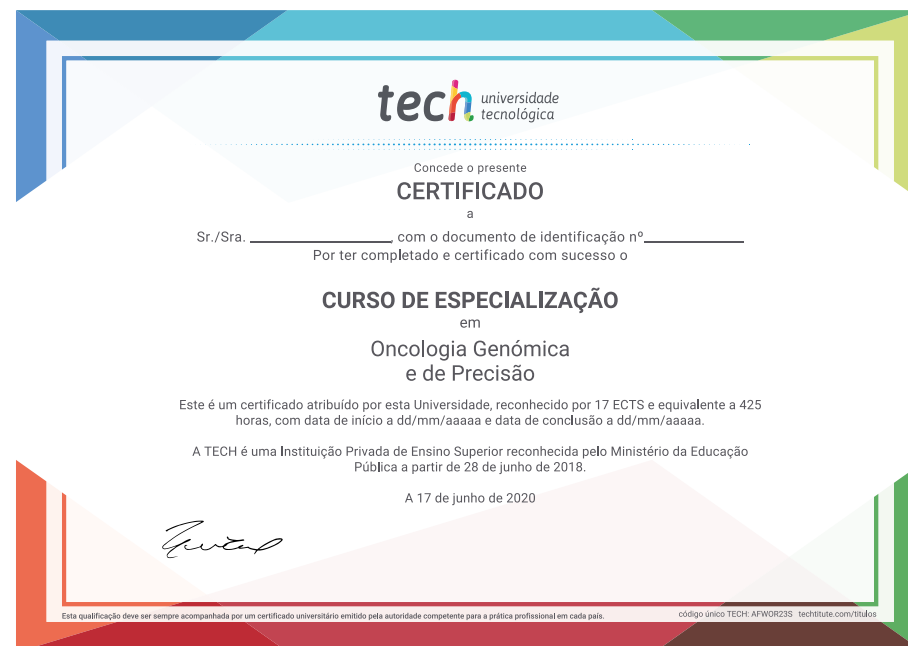 tech universidade
tecnológica
Concede o presente
CERTIFICADO
a
Sr./Sra. ____________, com o documento de identificação nº____________
Por ter completado e certificado com sucesso o
CURSO DE ESPECIALIZAÇÃO
em
Oncologia Genómica
e de Precisão
Este é um certificado atribuído por esta Universidade, reconhecido por 17 ECTS e equivalente a 425
horas, com data de início a dd/mm/aaaaa e data de conclusão a dd/mm/aaaaa.
A TECH é uma Instituição Privada de Ensino Superior reconhecida pelo Ministério da Educação
Pública a partir de 28 de junho de 2018.
A 17 de junho de 2020
Esta qualificação deve ser sempre acompanhada por um certificado universitário emitido pela autoridade competente para a prática profissional em cada país.
código único TECH: AFWOR23S techtitute.com/titulos